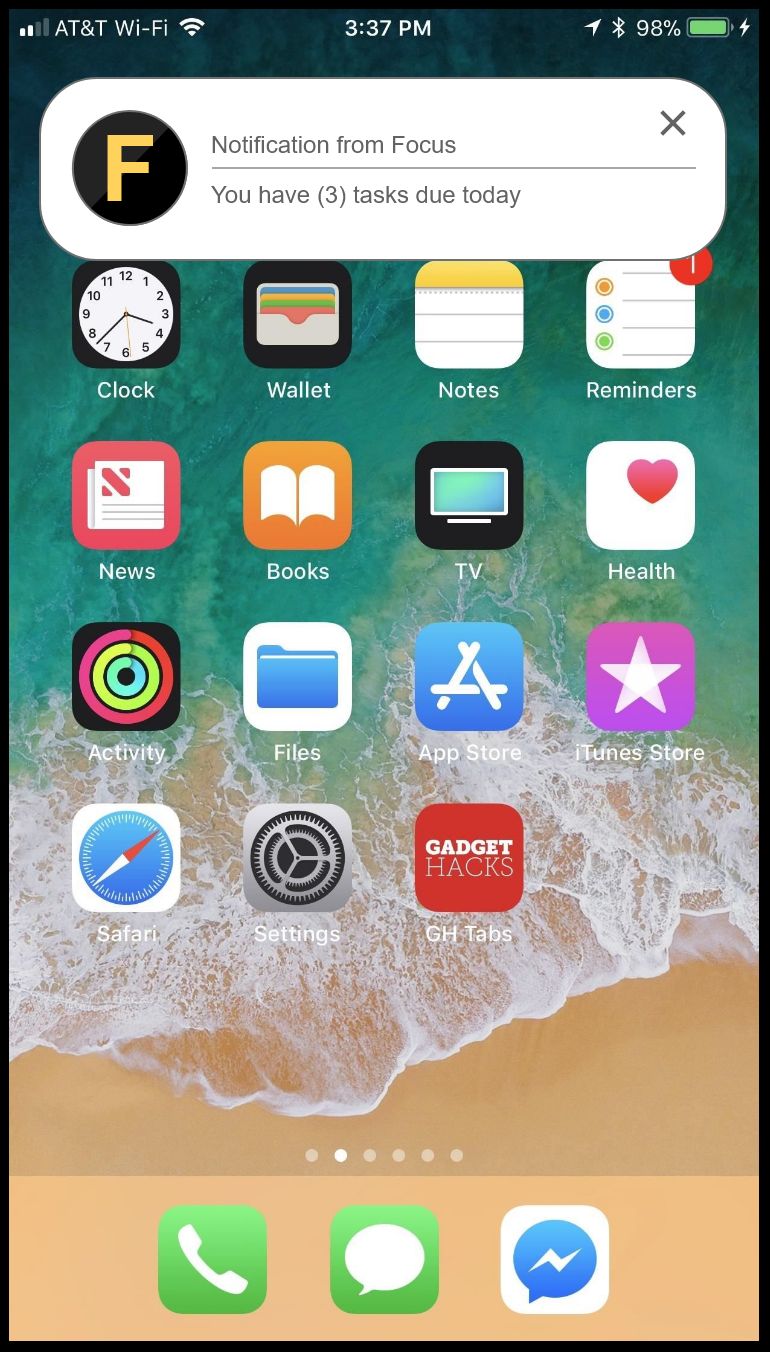 AT&T Wi-Fi 3:37 PM 98%
F
Notification from Focus
You have (3) tasks due today
1
12
11 1
10 2
9 3
8 4
7 5
6
Clock Wallet Notes Reminders
News Books TV Health
Activity Files App Store iTunes Store
GADGET
HACKS
Safari Settings GH Tabs